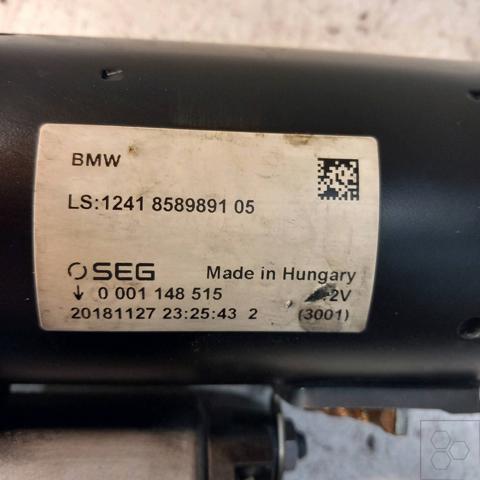 BMW
LS:1241 8589891 05
SEG Made in Hungary
0 001 148 515 2V
20181127 23:25:43 2 (3001)